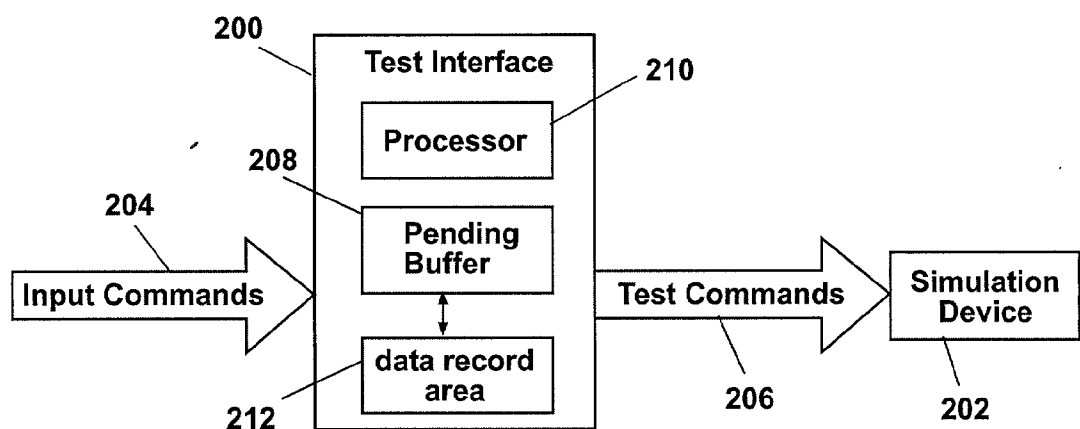 200
Test Interface
210
Processor
208
Pending
Buffer
204
Input Commands
Test Commands
Simulation
Device
data record
area
212
206
202